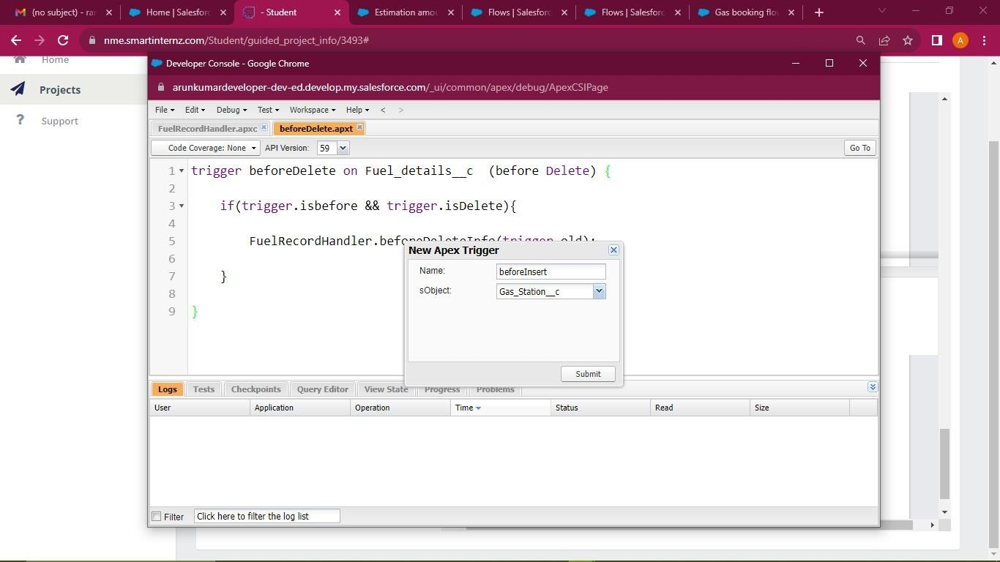 (no subject) - rar
Home | Salesforc
- Student
Estimation amou
Flows | Salesforc
Flows | Salesforc
Gas booking flow
nme.smartinternz.com/Student/guided_project_info/3493#
A
Home
Projects
Support
Developer Console - Google Chrome
arunkumardeveloper-dev-ed.develop.my.salesforce.com/_ui/common/apex/debug/ApexCSIPage
File Edit Debug Test Workspace Help < >
FuelRecordHandler.apxc beforeDelete.apxt
Code Coverage: None API Version: 59 Go To
1 trigger beforeDelete on Fuel_details__c (before Delete) {
2
3 if(trigger.isbefore && trigger.isDelete){
4
5 FuelRecordHandler.beforeDeleteInfo(trigger.old);
6
7 }
8
9 }
New Apex Trigger
Name: beforeInsert
sObject: Gas_Station__c
Submit
Logs Tests Checkpoints Query Editor View State Progress Problems
User Application Operation Time Status Read Size
Filter Click here to filter the log list